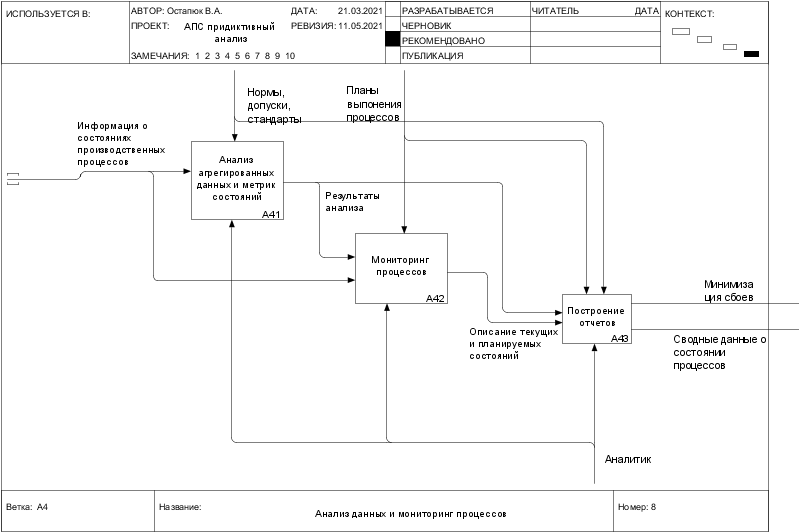 ИСПОЛЬЗУЕТСЯ В:
АВТОР: Остапюк В.А.
ДАТА: 21.03.2021
ПРОЕКТ: АПС придиктивный
анализ
РЕВИЗИЯ: 11.05.2021
ЗАМЕЧАНИЯ: 1 2 3 4 5 6 7 8 9 10
РАЗРАБАТЫВАЕТСЯ
ЧЕРНОВИК
РЕКОМЕНДОВАНО
ПУБЛИКАЦИЯ
ЧИТАТЕЛЬ ДАТА
КОНТЕКСТ:
Нормы,
допуски,
стандарты
Планы
выпонения
процессов
Информация о
состояниях
производственных
процессов
Анализ
агрегированных
данных и метрик
состояний
A41
Результаты
анализа
Мониторинг
процессов
A42
Описание текущих
и планируемых
состояний
Построение
отчетов
A43
Минимиза
ция сбоев
Сводные данные о
состоянии
процессов
Аналитик
Ветка: A4
Название:
Анализ данных и мониторинг процессов
Номер: 8